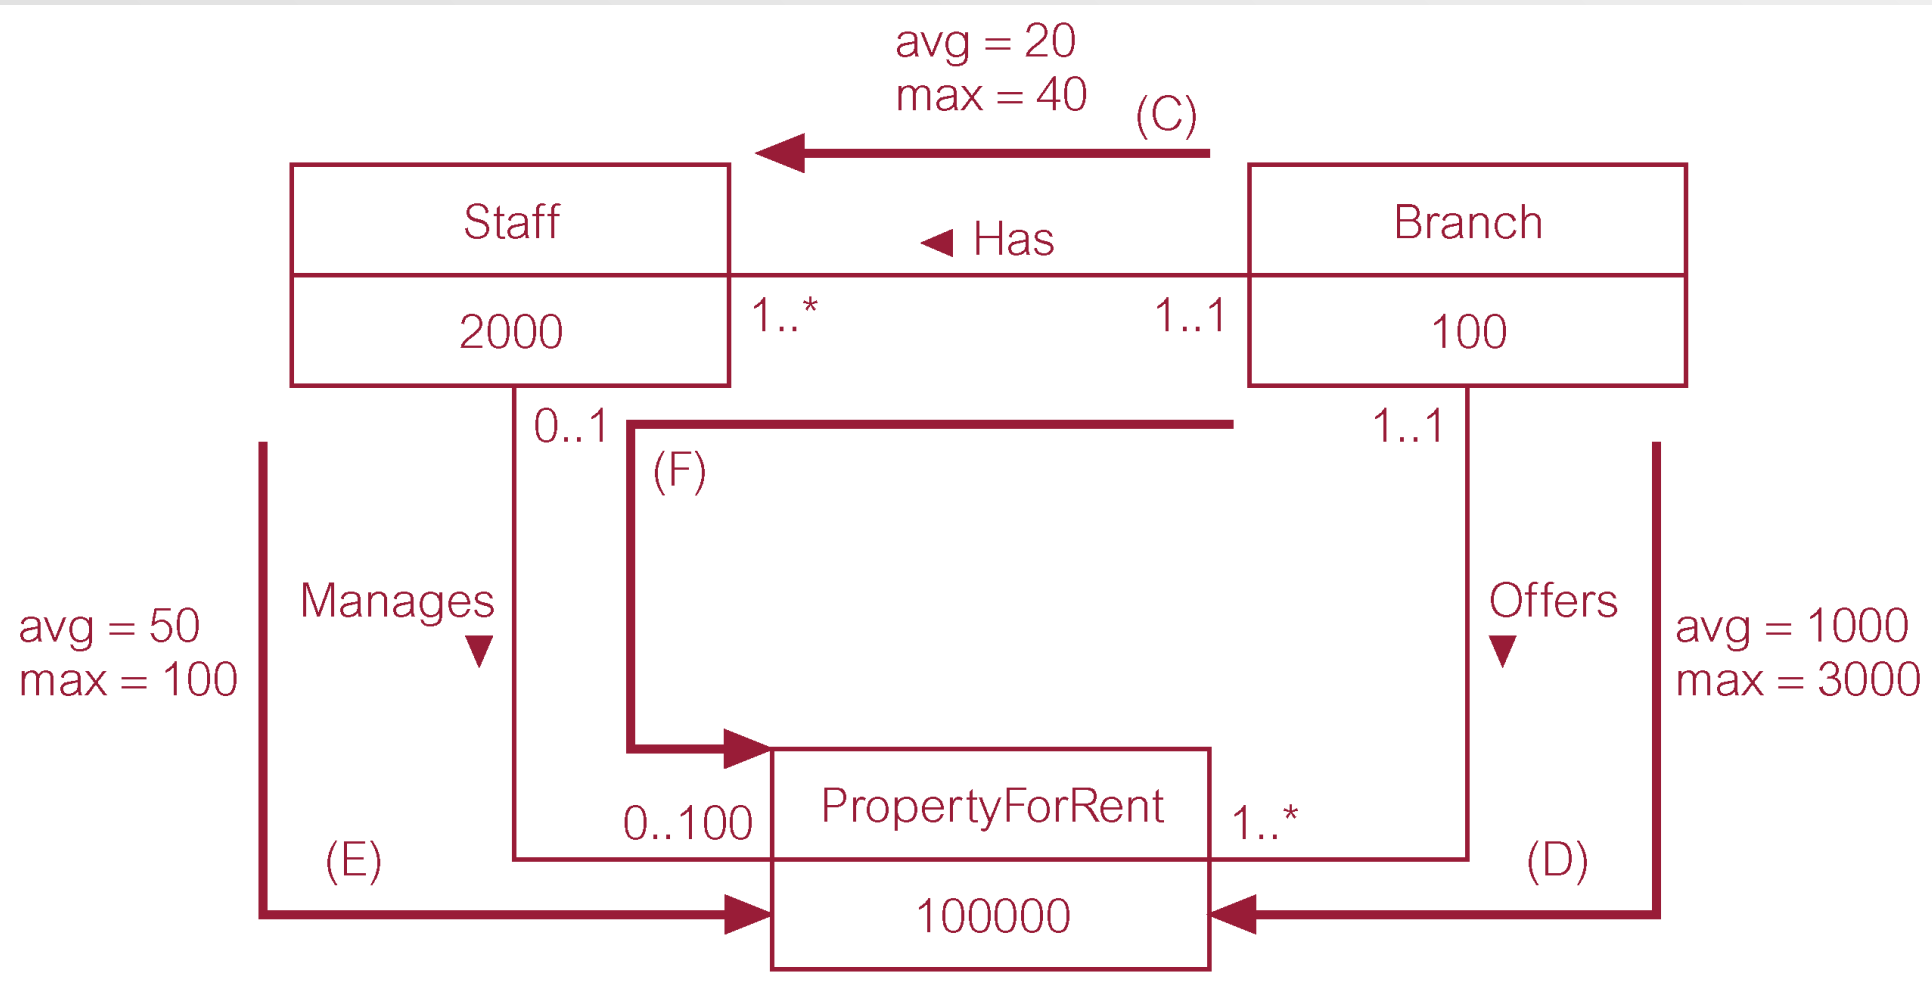 avg = 20
max = 40
(C)
Staff
Has
Branch
2000
1..*
1..1
100
0..1
(F)
1..1
Manages
Offers
avg = 50
max = 100
avg = 1000
max = 3000
0..100
PropertyForRent
1..*
(E)
(D)
100000